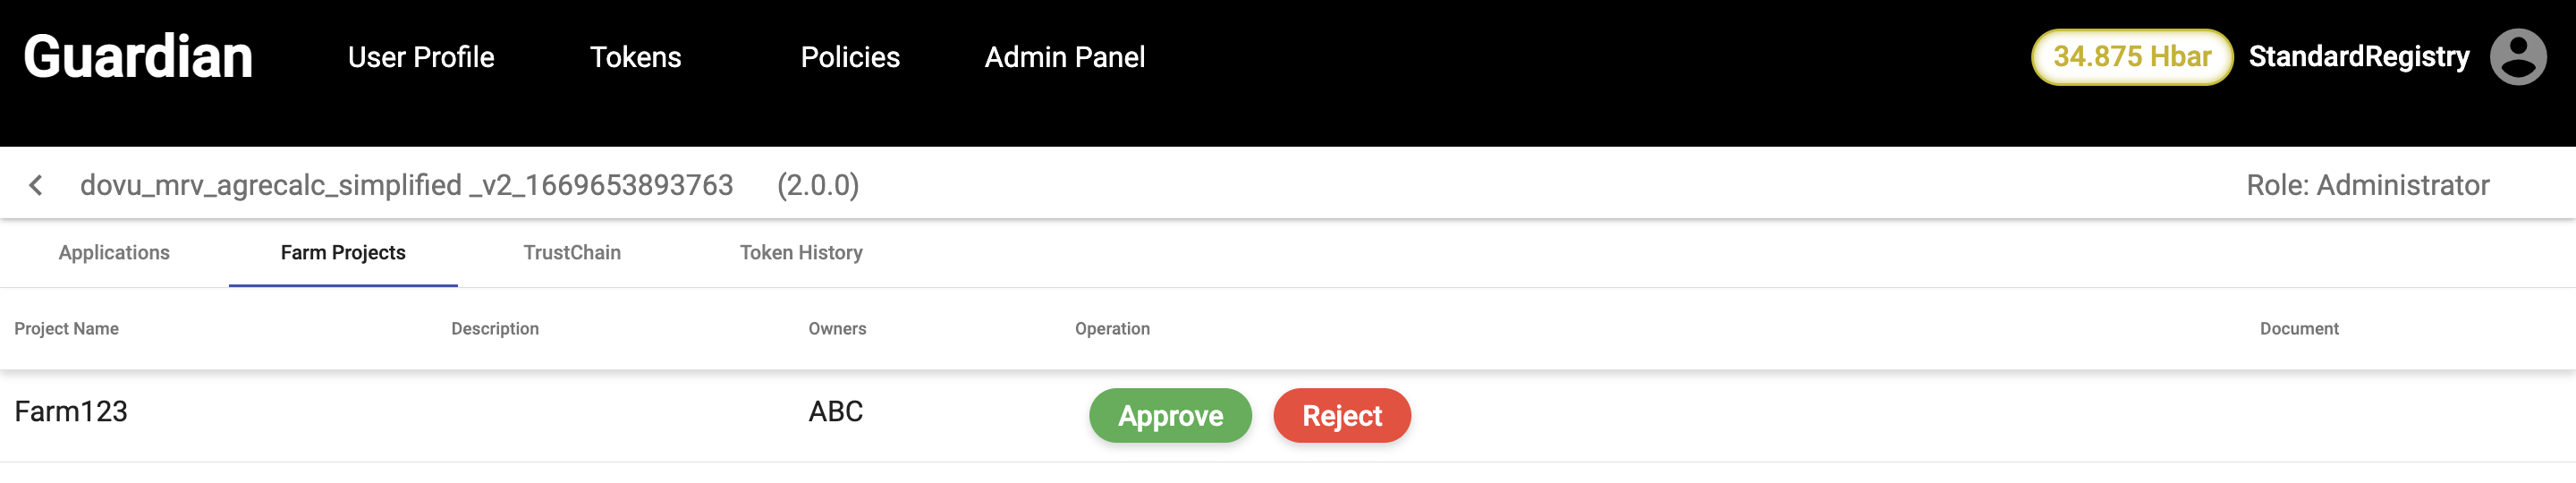 Guardian User Profile Tokens Policies Admin Panel 34.875 Hbar StandardRegistry
dovu_mrv_agrecalc_simplified _v2_1669653893763 (2.0.0) Role: Administrator
Applications Farm Projects TrustChain Token History
Project Name Description Owners Operation Document
Farm123 ABC Approve Reject